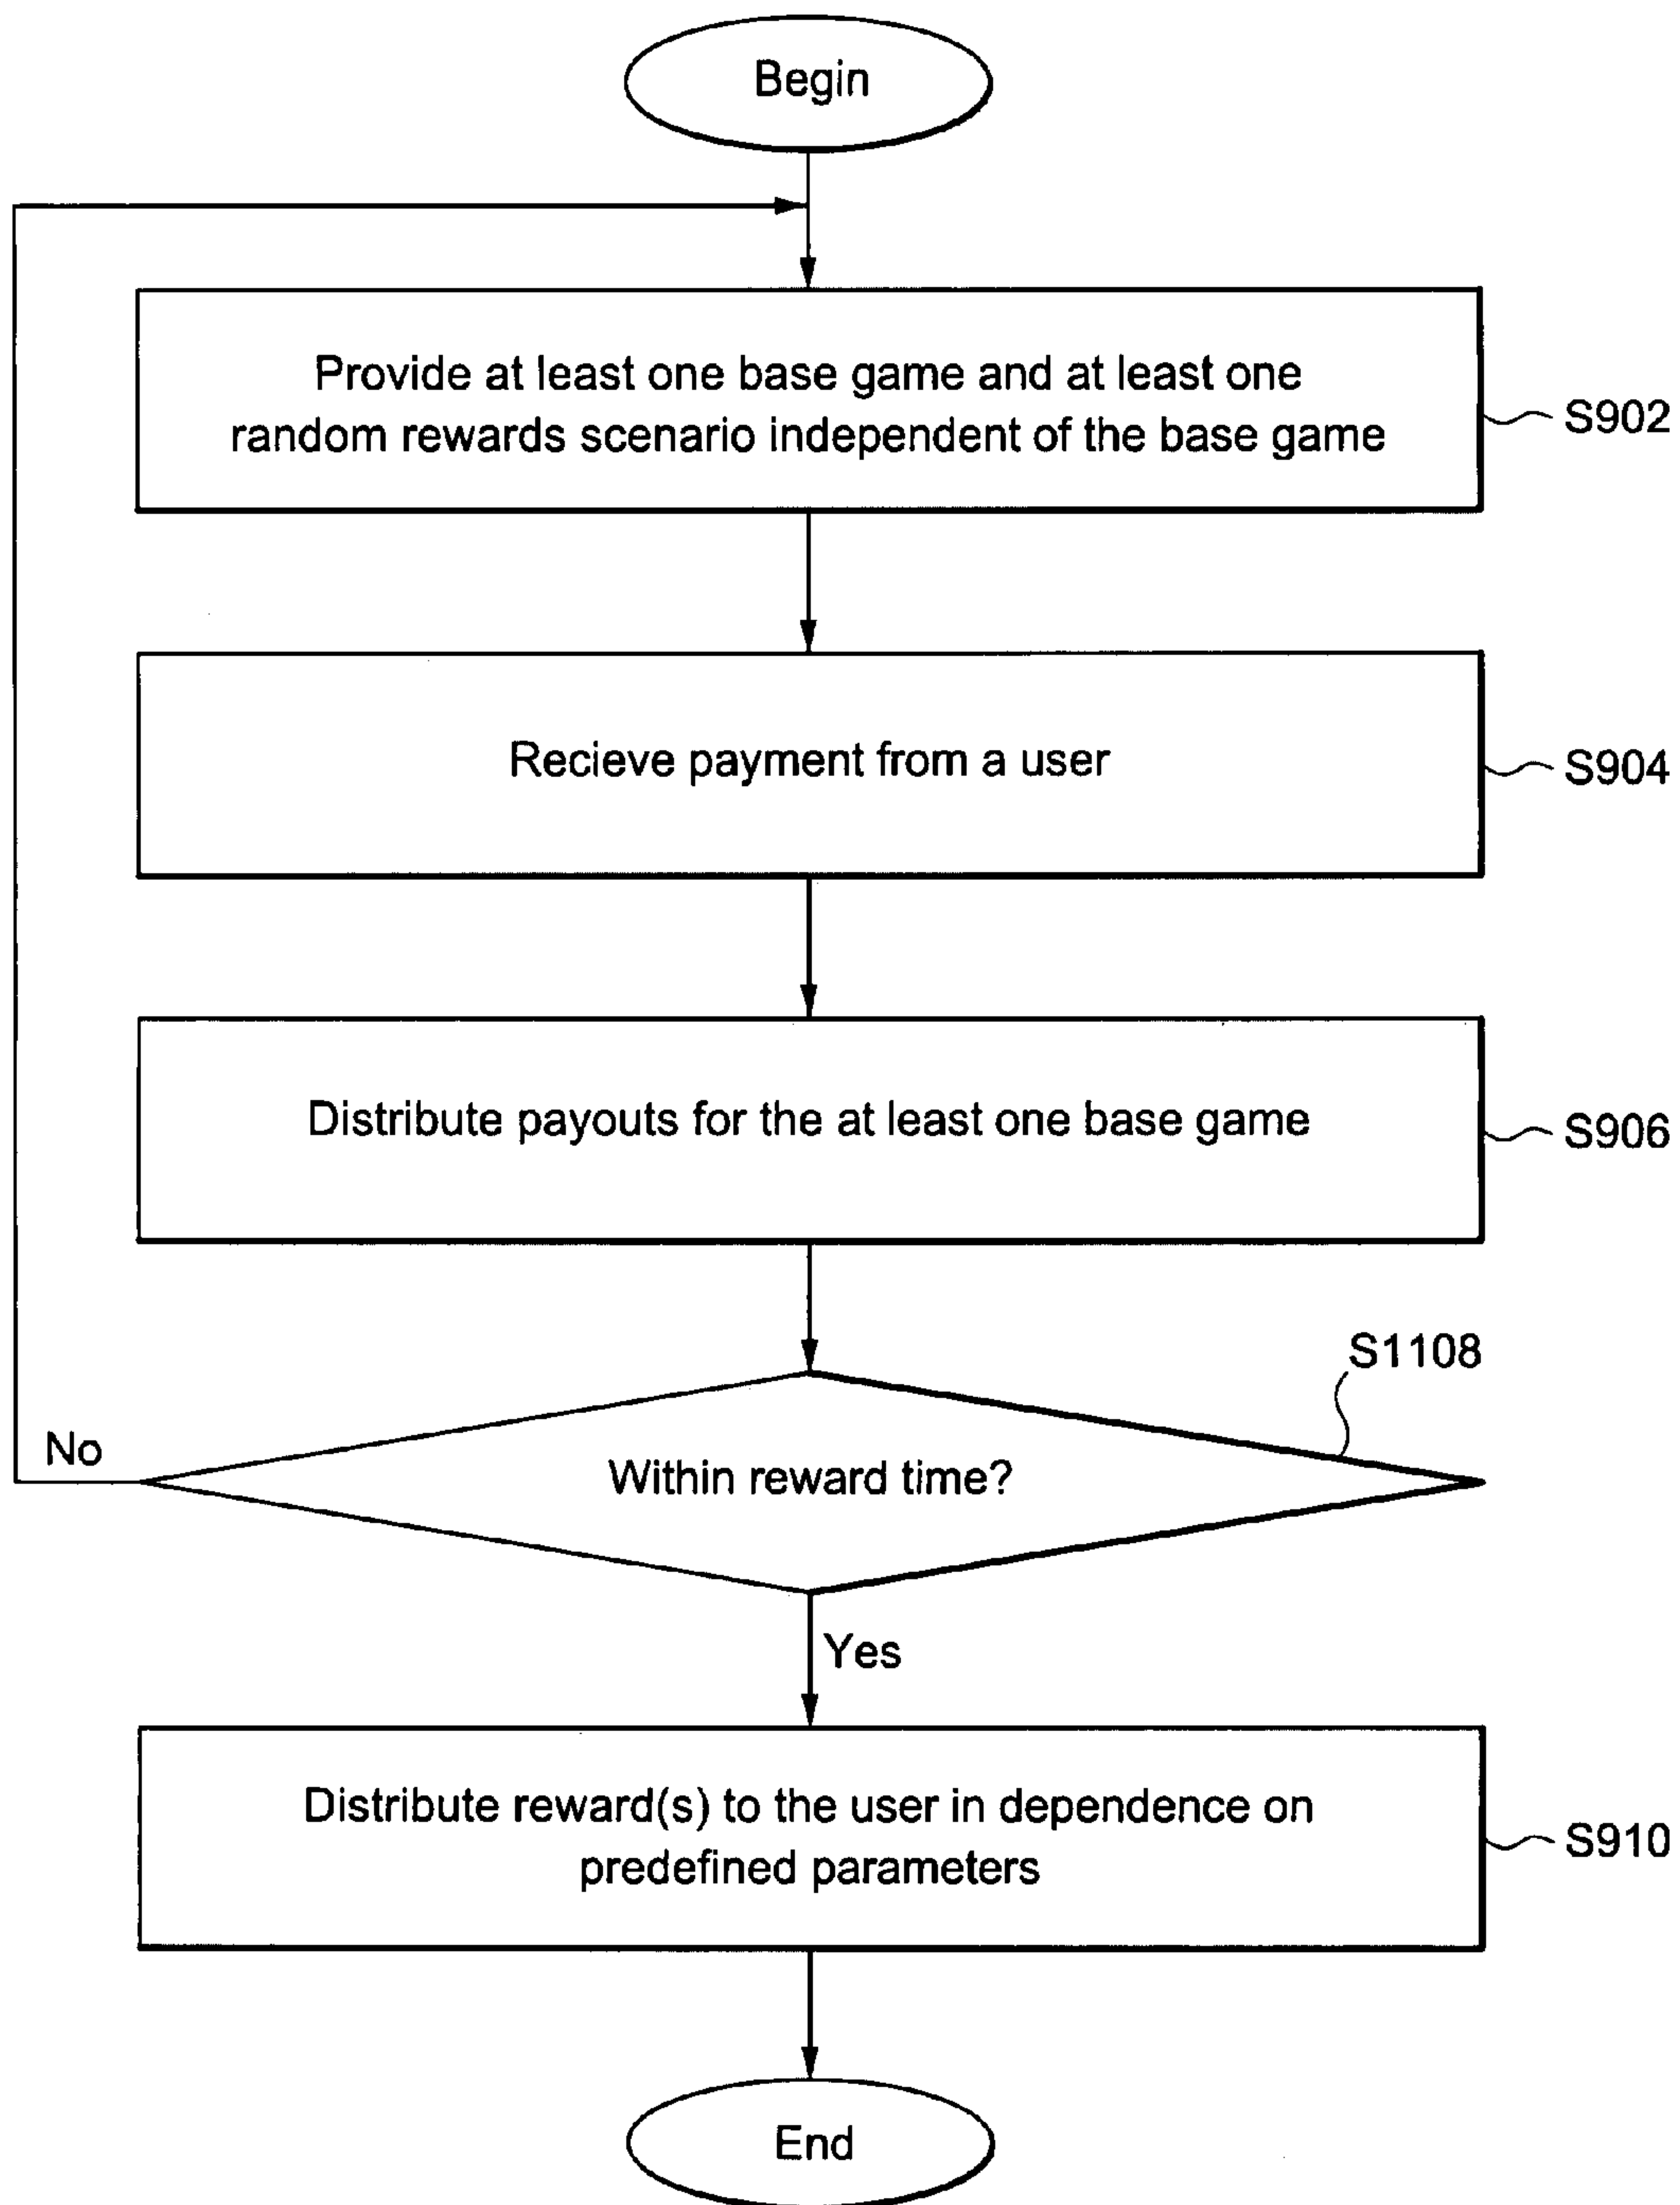 Begin
Provide at least one base game and at least one
random rewards scenario independent of the base game
S902
Recieve payment from a user
S904
Distribute payouts for the at least one base game
S906
S1108
Within reward time?
No
Yes
Distribute reward(s) to the user in dependence on
predefined parameters
S910
End